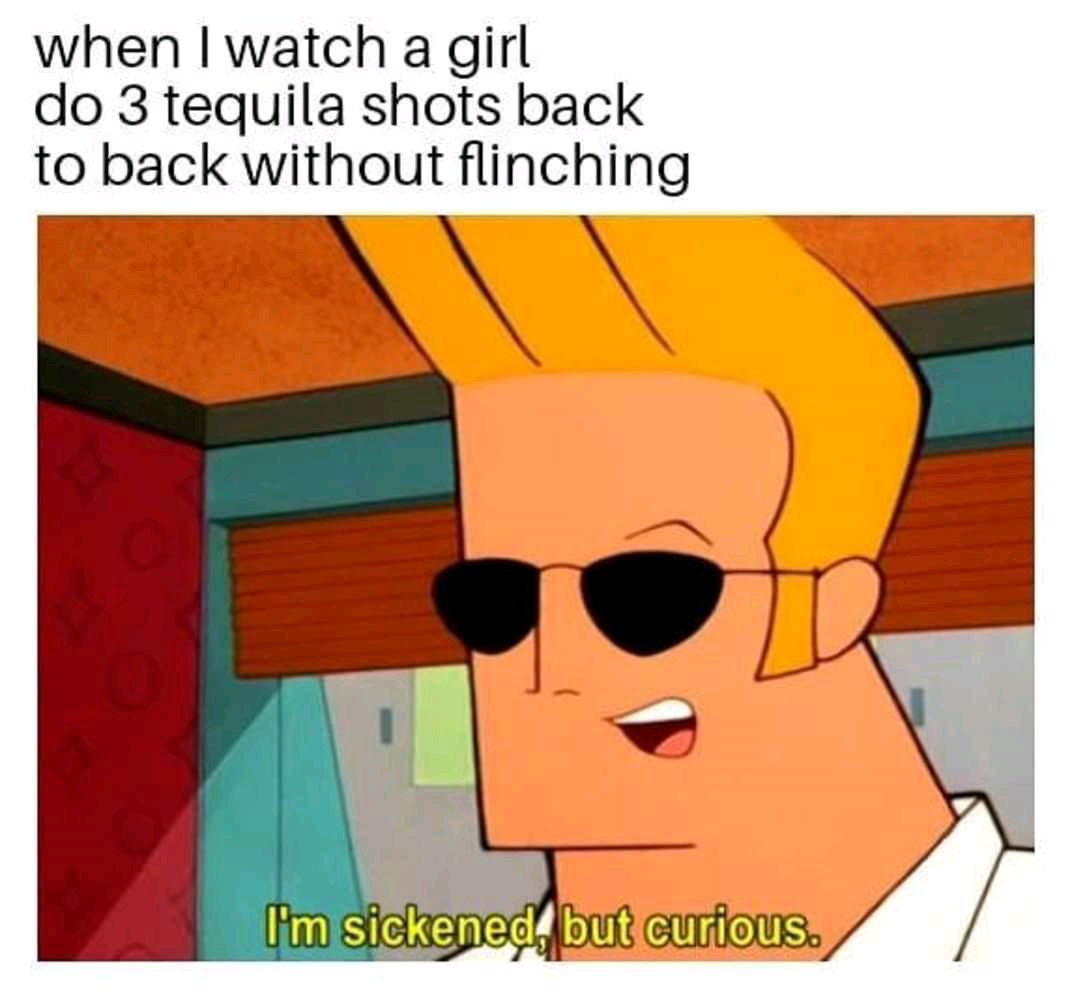 when I watch a girl
do 3 tequila shots back
to back without flinching
I'm sickened, but curious.